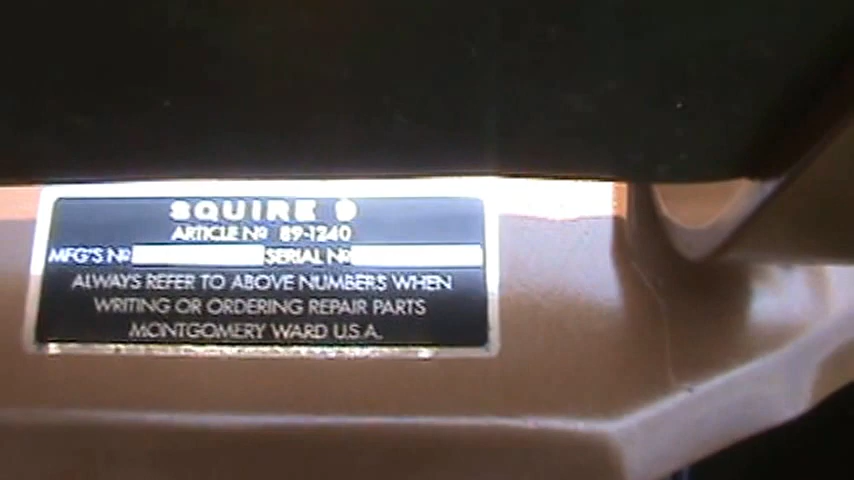 SQUIRE 9
ARTICLE Nº 89-1240
MFG'S Nº SERIAL Nº
ALWAYS REFER TO ABOVE NUMBERS WHEN
WRITING OR ORDERING REPAIR PARTS
MONTGOMERY WARD U.S.A.